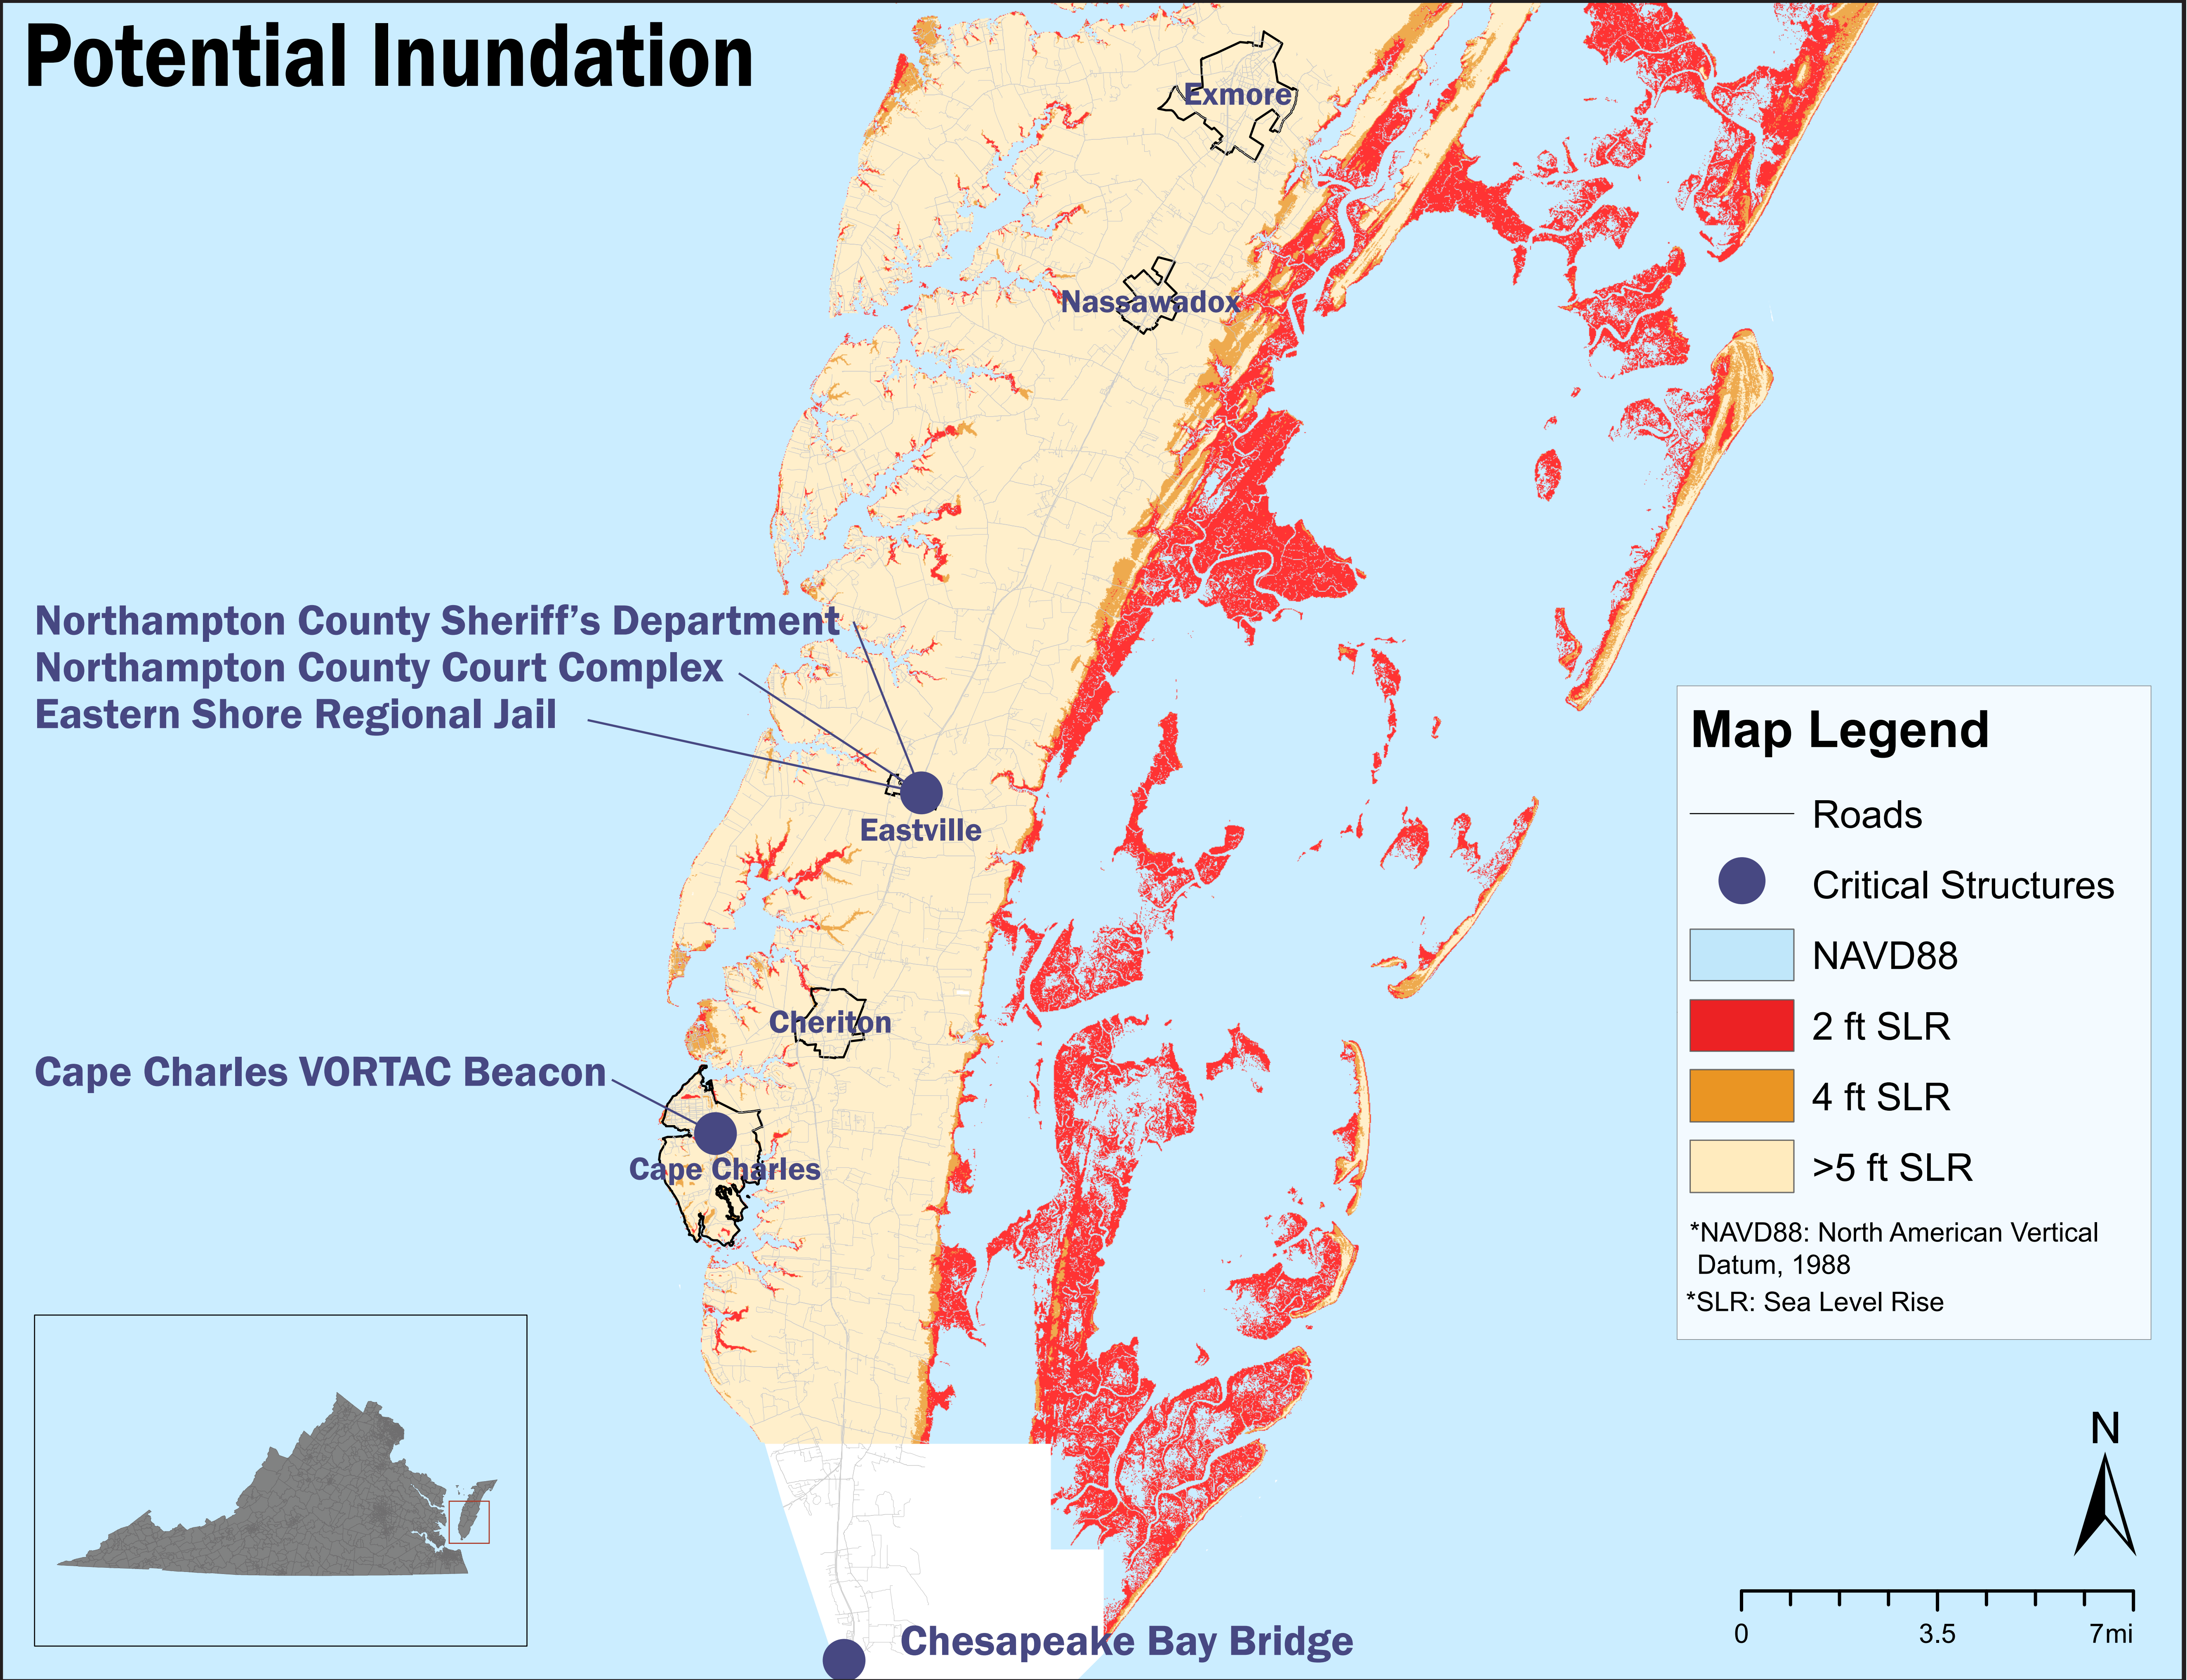 Potential Inundation
Exmore
Nassawadox
Northampton County Sheriff’s Department
Northampton County Court Complex
Eastern Shore Regional Jail
Eastville
Cheriton
Cape Charles VORTAC Beacon
Cape Charles
Chesapeake Bay Bridge
Map Legend
Roads
Critical Structures
NAVD88
2 ft SLR
4 ft SLR
>5 ft SLR
*NAVD88: North American Vertical
Datum, 1988
*SLR: Sea Level Rise
N
0 3.5 7mi